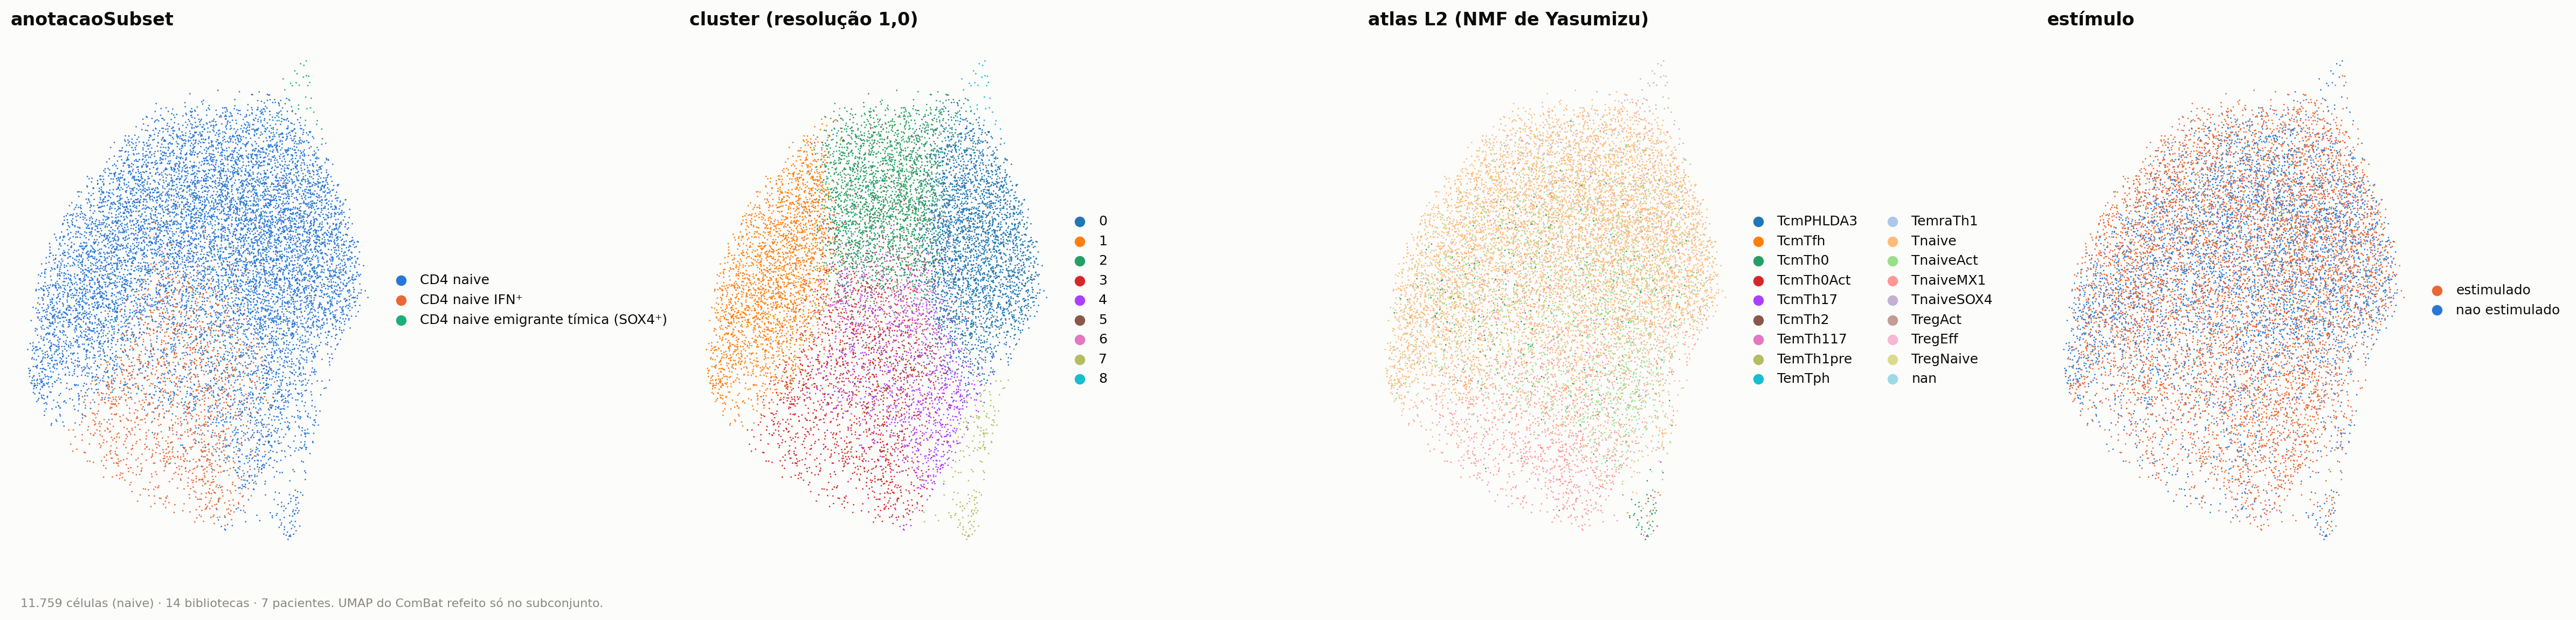 anotacaoSubset
CD4 naive
CD4 naive IFN⁺
CD4 naive emigrante tímica (SOX4⁺)
cluster (resolução 1,0)
0
1
2
3
4
5
6
7
8
atlas L2 (NMF de Yasumizu)
TcmPHLDA3
TcmTfh
TcmTh0
TcmTh0Act
TcmTh17
TcmTh2
TemTh117
TemTh1pre
TemTph
TemraTh1
Tnaive
TnaiveAct
TnaiveMX1
TnaiveSOX4
TregAct
TregEff
TregNaive
nan
estímulo
estimulado
nao estimulado
11.759 células (naive) · 14 bibliotecas · 7 pacientes. UMAP do ComBat refeito só no subconjunto.